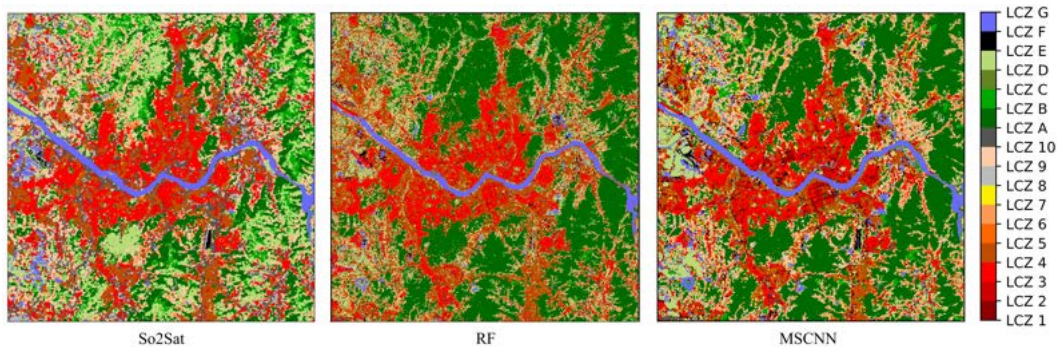 LCZ G
LCZ F
LCZ E
LCZ D
LCZ C
LCZ B
LCZ A
LCZ 10
LCZ 9
LCZ 8
LCZ 7
LCZ 6
LCZ 5
LCZ 4
LCZ 3
LCZ 2
LCZ 1
So2Sat RF MSCNN